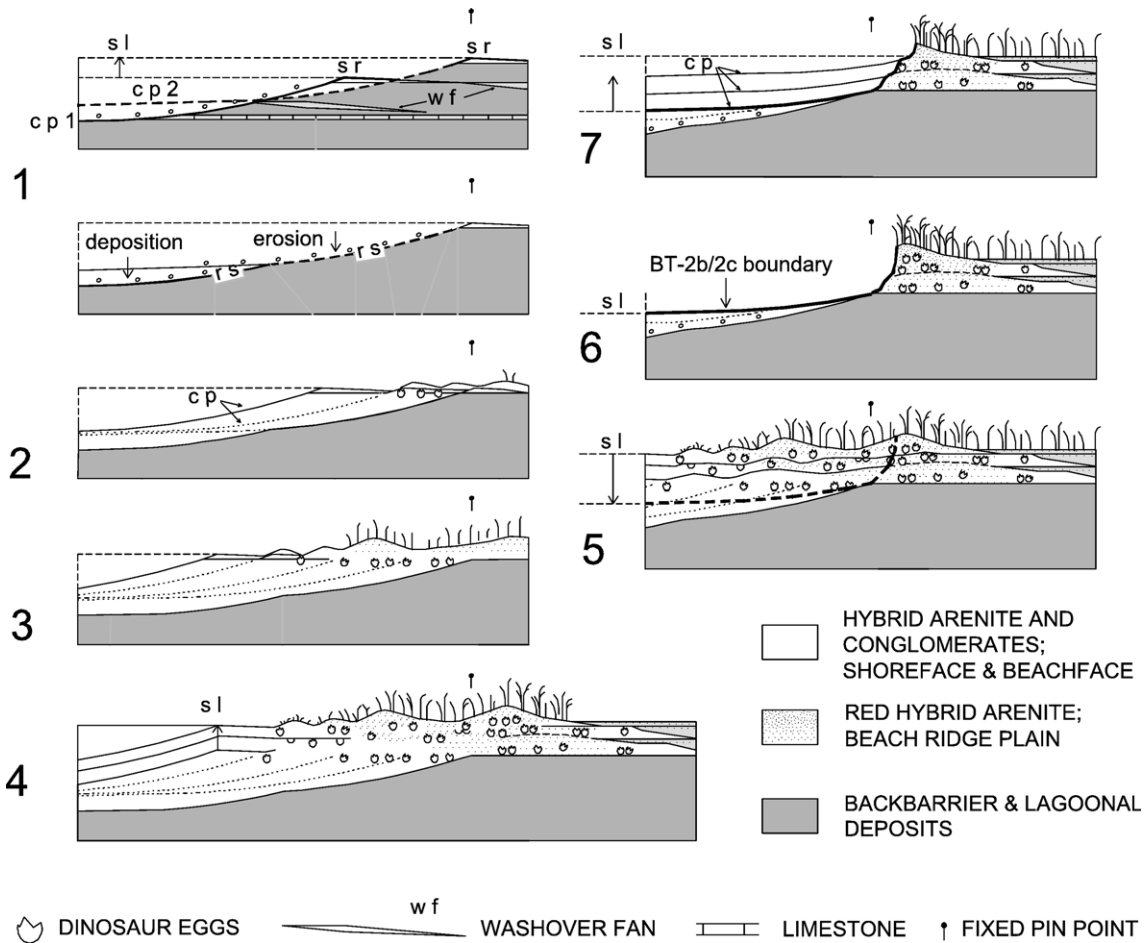 s l
s r
s r
c p 2
w f
c p 1
1
deposition
erosion
r s
r s
c p
2
3
s l
4
s l
c p
7
BT-2b/2c boundary
s l
6
s l
5
HYBRID ARENITE AND
CONGLOMERATES;
SHOREFACE & BEACHFACE
RED HYBRID ARENITE;
BEACH RIDGE PLAIN
BACKBARRIER & LAGOONAL
DEPOSITS
w f
DINOSAUR EGGS
WASHOVER FAN
LIMESTONE
FIXED PIN POINT